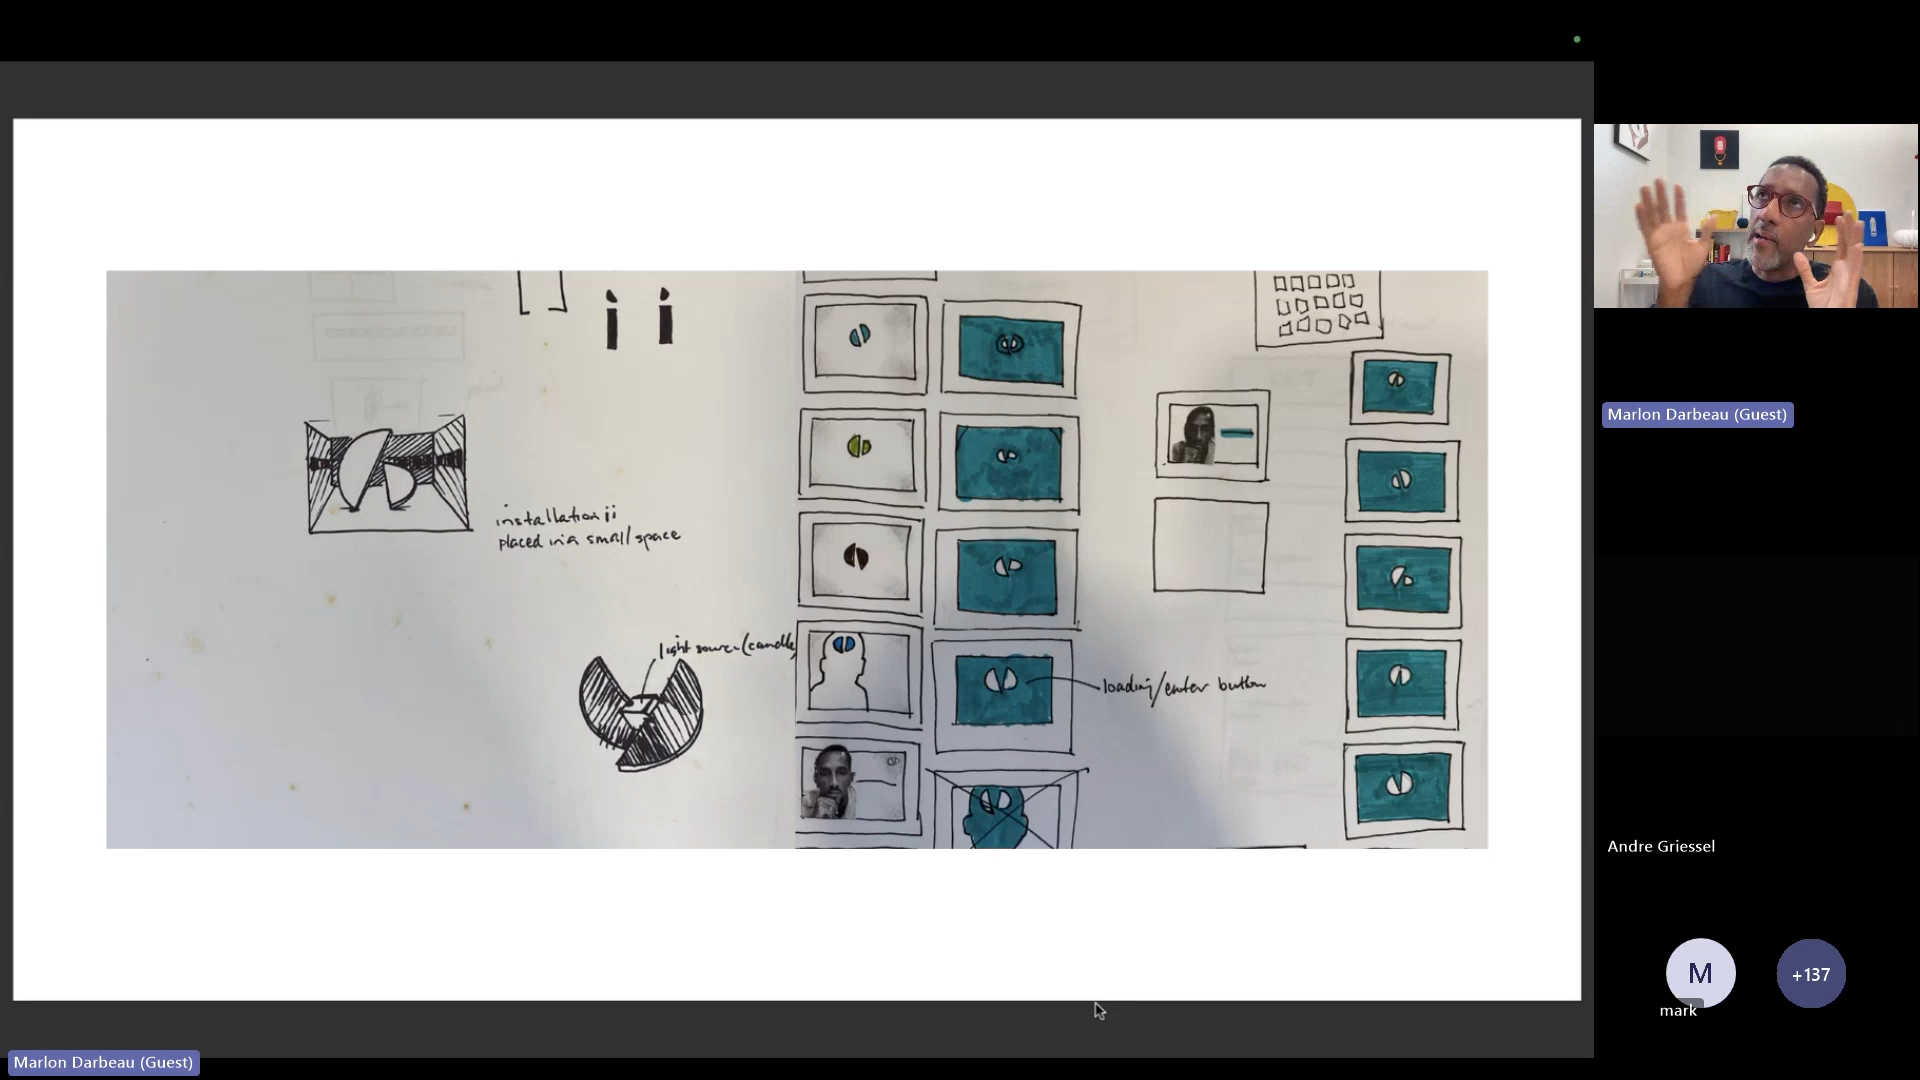 installation ii
placed in a small space
light source (candle)
loading/enter button
Marlon Darbeau (Guest)
Andre Griessel
M
+137
mark
Marlon Darbeau (Guest)